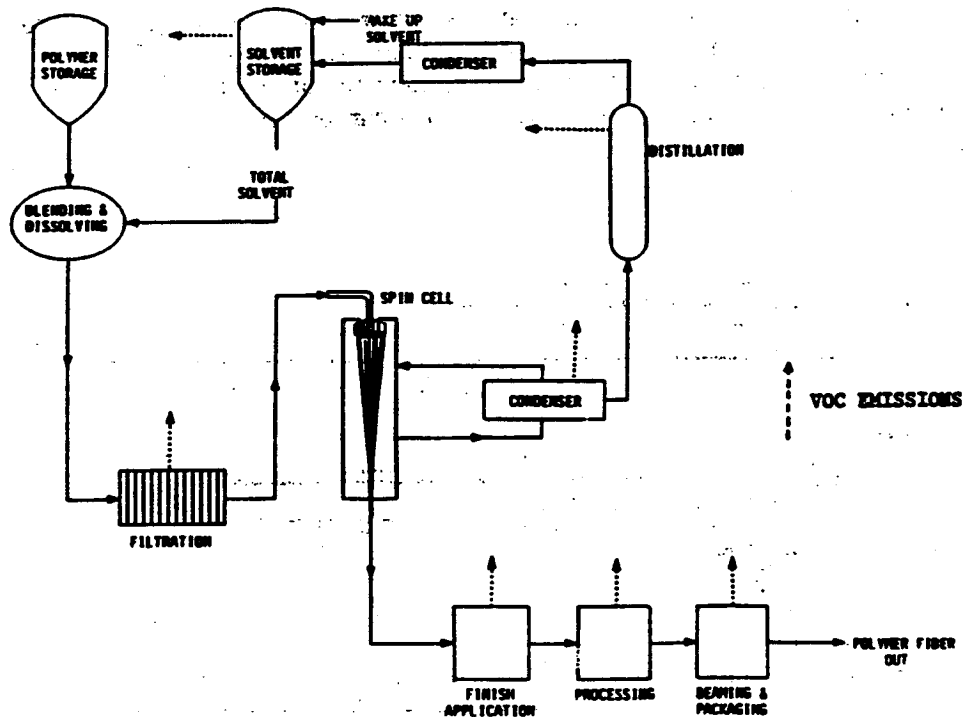 POLYMER
STORAGE
SOLVENT
STORAGE
MAKE UP
SOLVENT
CONDENSER
DISTILLATION
TOTAL
SOLVENT
BLENDING &
DISSOLVING
SPIN CELL
CONDENSER
VOC EMISSIONS
FILTRATION
FINISH
APPLICATION
PROCESSING
BEAMING &
PACKAGING
POLYMER FIBER
OUT